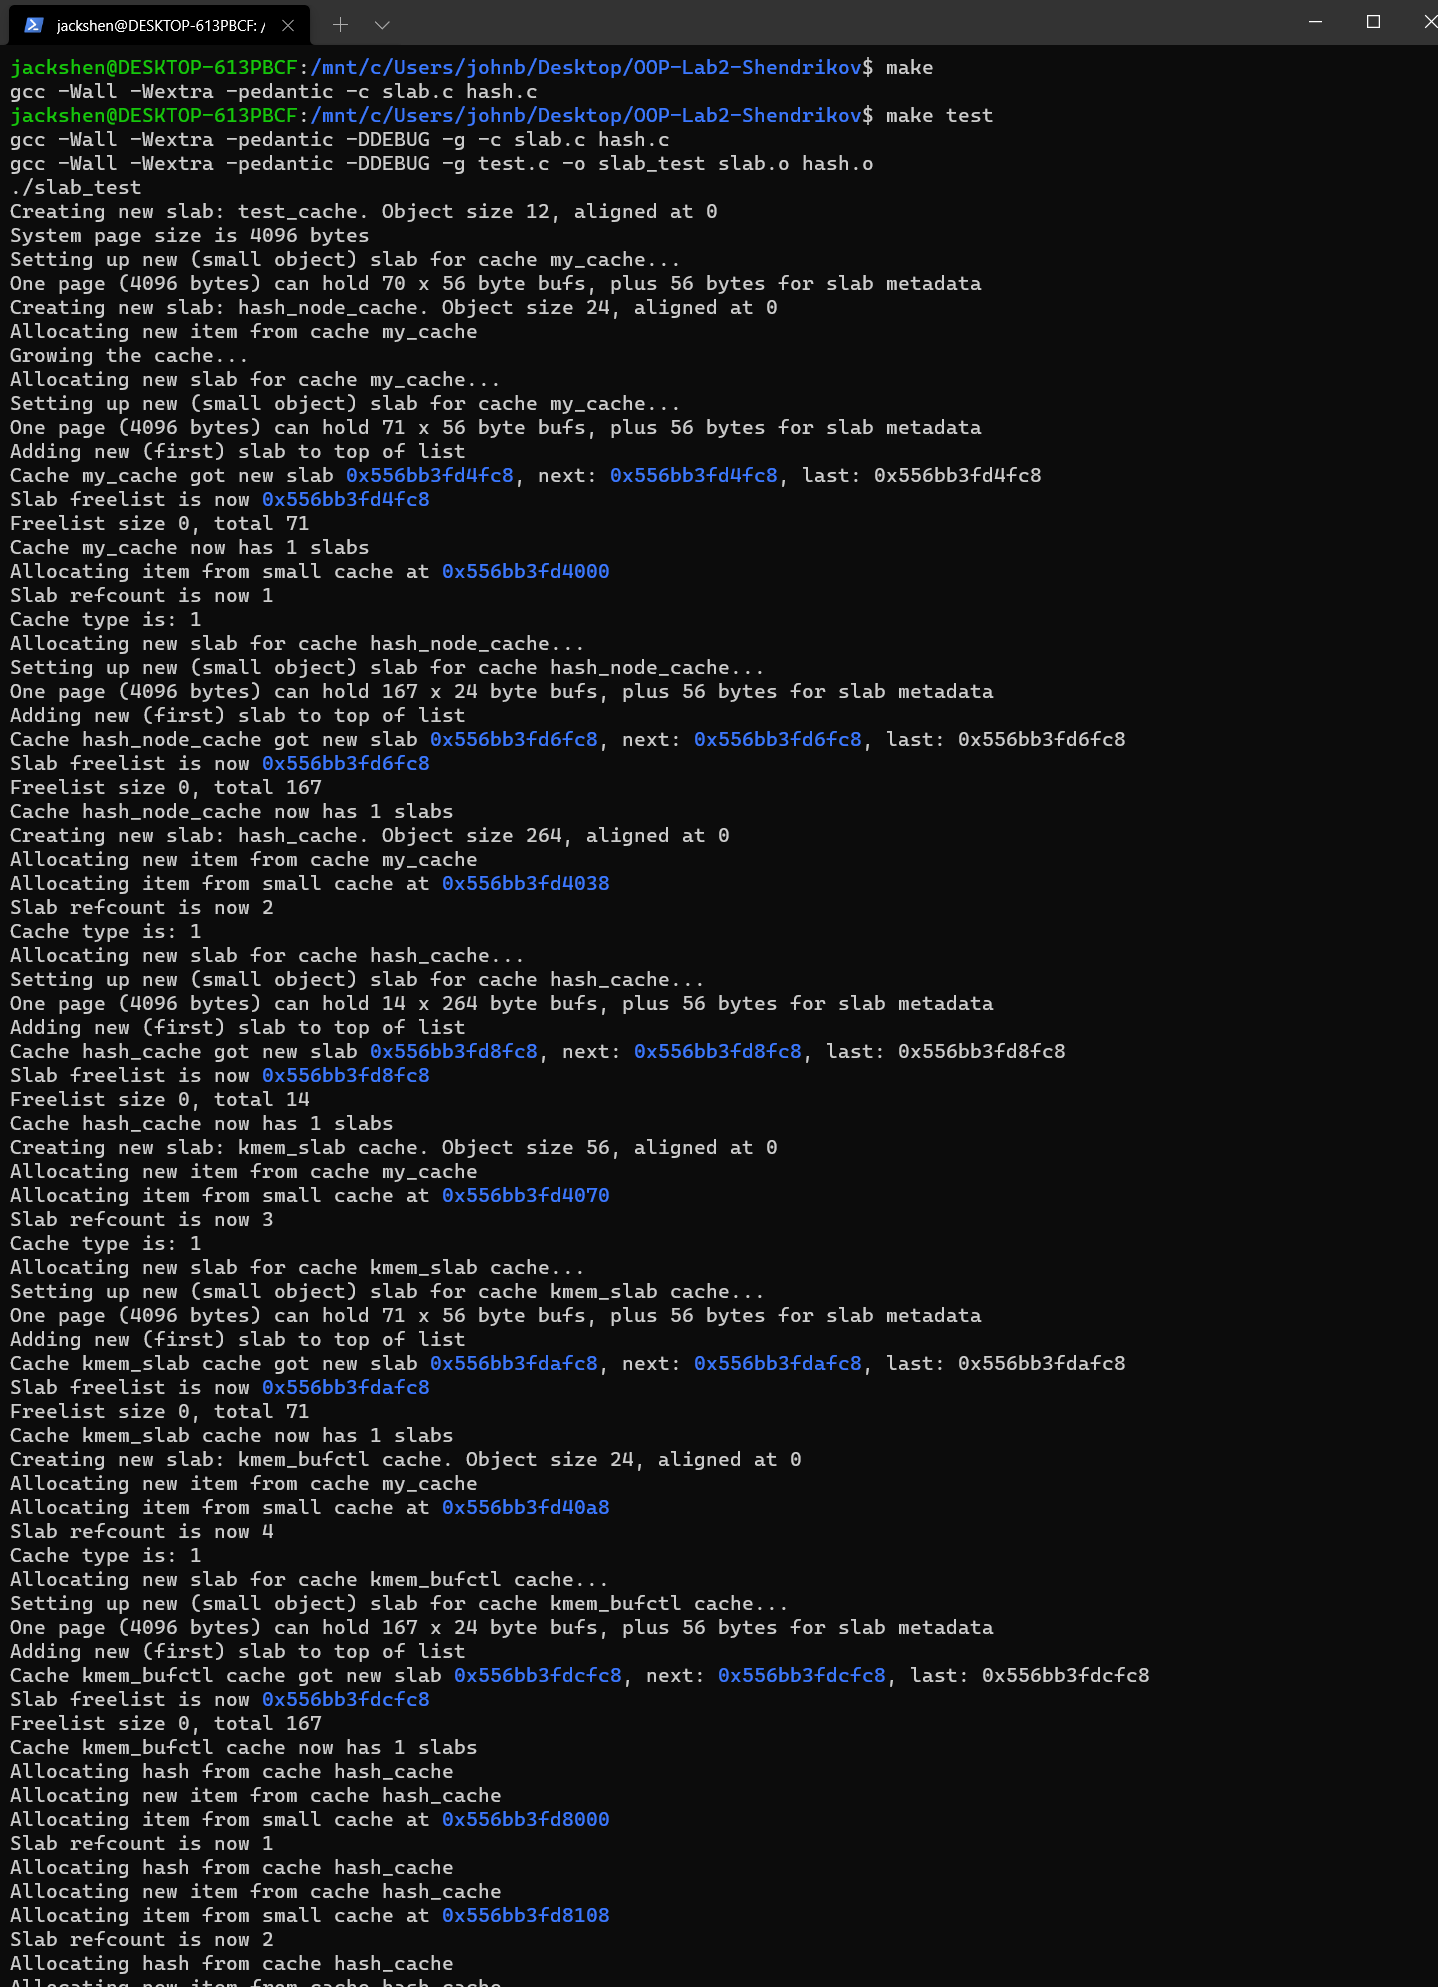 jackshen@DESKTOP-613PBCF: /
jackshen@DESKTOP-613PBCF:/mnt/c/Users/johnb/Desktop/OOP-Lab2-Shendrikov$ make
gcc -Wall -Wextra -pedantic -c slab.c hash.c
jackshen@DESKTOP-613PBCF:/mnt/c/Users/johnb/Desktop/OOP-Lab2-Shendrikov$ make test
gcc -Wall -Wextra -pedantic -DDEBUG -g -c slab.c hash.c
gcc -Wall -Wextra -pedantic -DDEBUG -g test.c -o slab_test slab.o hash.o
./slab_test
Creating new slab: test_cache. Object size 12, aligned at 0
System page size is 4096 bytes
Setting up new (small object) slab for cache my_cache...
One page (4096 bytes) can hold 70 x 56 byte bufs, plus 56 bytes for slab metadata
Creating new slab: hash_node_cache. Object size 24, aligned at 0
Allocating new item from cache my_cache
Growing the cache...
Allocating new slab for cache my_cache...
Setting up new (small object) slab for cache my_cache...
One page (4096 bytes) can hold 71 x 56 byte bufs, plus 56 bytes for slab metadata
Adding new (first) slab to top of list
Cache my_cache got new slab 0x556bb3fd4fc8, next: 0x556bb3fd4fc8, last: 0x556bb3fd4fc8
Slab freelist is now 0x556bb3fd4fc8
Freelist size 0, total 71
Cache my_cache now has 1 slabs
Allocating item from small cache at 0x556bb3fd4000
Slab refcount is now 1
Cache type is: 1
Allocating new slab for cache hash_node_cache...
Setting up new (small object) slab for cache hash_node_cache...
One page (4096 bytes) can hold 167 x 24 byte bufs, plus 56 bytes for slab metadata
Adding new (first) slab to top of list
Cache hash_node_cache got new slab 0x556bb3fd6fc8, next: 0x556bb3fd6fc8, last: 0x556bb3fd6fc8
Slab freelist is now 0x556bb3fd6fc8
Freelist size 0, total 167
Cache hash_node_cache now has 1 slabs
Creating new slab: hash_cache. Object size 264, aligned at 0
Allocating new item from cache my_cache
Allocating item from small cache at 0x556bb3fd4038
Slab refcount is now 2
Cache type is: 1
Allocating new slab for cache hash_cache...
Setting up new (small object) slab for cache hash_cache...
One page (4096 bytes) can hold 14 x 264 byte bufs, plus 56 bytes for slab metadata
Adding new (first) slab to top of list
Cache hash_cache got new slab 0x556bb3fd8fc8, next: 0x556bb3fd8fc8, last: 0x556bb3fd8fc8
Slab freelist is now 0x556bb3fd8fc8
Freelist size 0, total 14
Cache hash_cache now has 1 slabs
Creating new slab: kmem_slab cache. Object size 56, aligned at 0
Allocating new item from cache my_cache
Allocating item from small cache at 0x556bb3fd4070
Slab refcount is now 3
Cache type is: 1
Allocating new slab for cache kmem_slab cache...
Setting up new (small object) slab for cache kmem_slab cache...
One page (4096 bytes) can hold 71 x 56 byte bufs, plus 56 bytes for slab metadata
Adding new (first) slab to top of list
Cache kmem_slab cache got new slab 0x556bb3fdafc8, next: 0x556bb3fdafc8, last: 0x556bb3fdafc8
Slab freelist is now 0x556bb3fdafc8
Freelist size 0, total 71
Cache kmem_slab cache now has 1 slabs
Creating new slab: kmem_bufctl cache. Object size 24, aligned at 0
Allocating new item from cache my_cache
Allocating item from small cache at 0x556bb3fd40a8
Slab refcount is now 4
Cache type is: 1
Allocating new slab for cache kmem_bufctl cache...
Setting up new (small object) slab for cache kmem_bufctl cache...
One page (4096 bytes) can hold 167 x 24 byte bufs, plus 56 bytes for slab metadata
Adding new (first) slab to top of list
Cache kmem_bufctl cache got new slab 0x556bb3fdcfc8, next: 0x556bb3fdcfc8, last: 0x556bb3fdcfc8
Slab freelist is now 0x556bb3fdcfc8
Freelist size 0, total 167
Cache kmem_bufctl cache now has 1 slabs
Allocating hash from cache hash_cache
Allocating new item from cache hash_cache
Allocating item from small cache at 0x556bb3fd8000
Slab refcount is now 1
Allocating hash from cache hash_cache
Allocating new item from cache hash_cache
Allocating item from small cache at 0x556bb3fd8108
Slab refcount is now 2
Allocating hash from cache hash_cache
Allocating new item from cache hash_cache